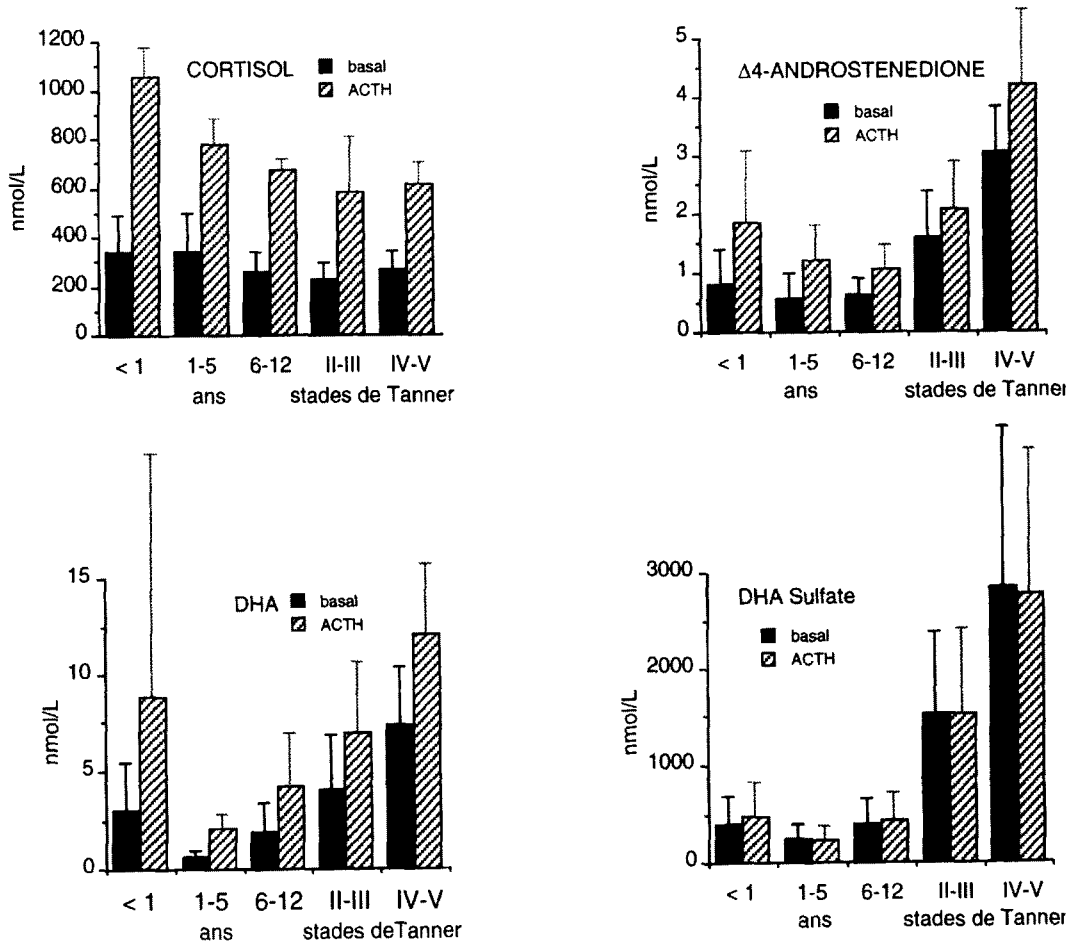 CORTISOL
basal
ACTH
nmol/L
1200
1000
800
600
400
200
0
< 1
1-5
6-12
II-III
IV-V
ans
stades de Tanner
Δ4-ANDROSTENEDIONE
basal
ACTH
nmol/L
5
4
3
2
1
0
< 1
1-5
6-12
II-III
IV-V
ans
stades de Tanner
DHA
basal
ACTH
nmol/L
15
10
5
0
< 1
1-5
6-12
II-III
IV-V
ans
stades deTanner
DHA Sulfate
basal
ACTH
nmol/L
3000
2000
1000
0
< 1
1-5
6-12
II-III
IV-V
ans
stades de Tanner